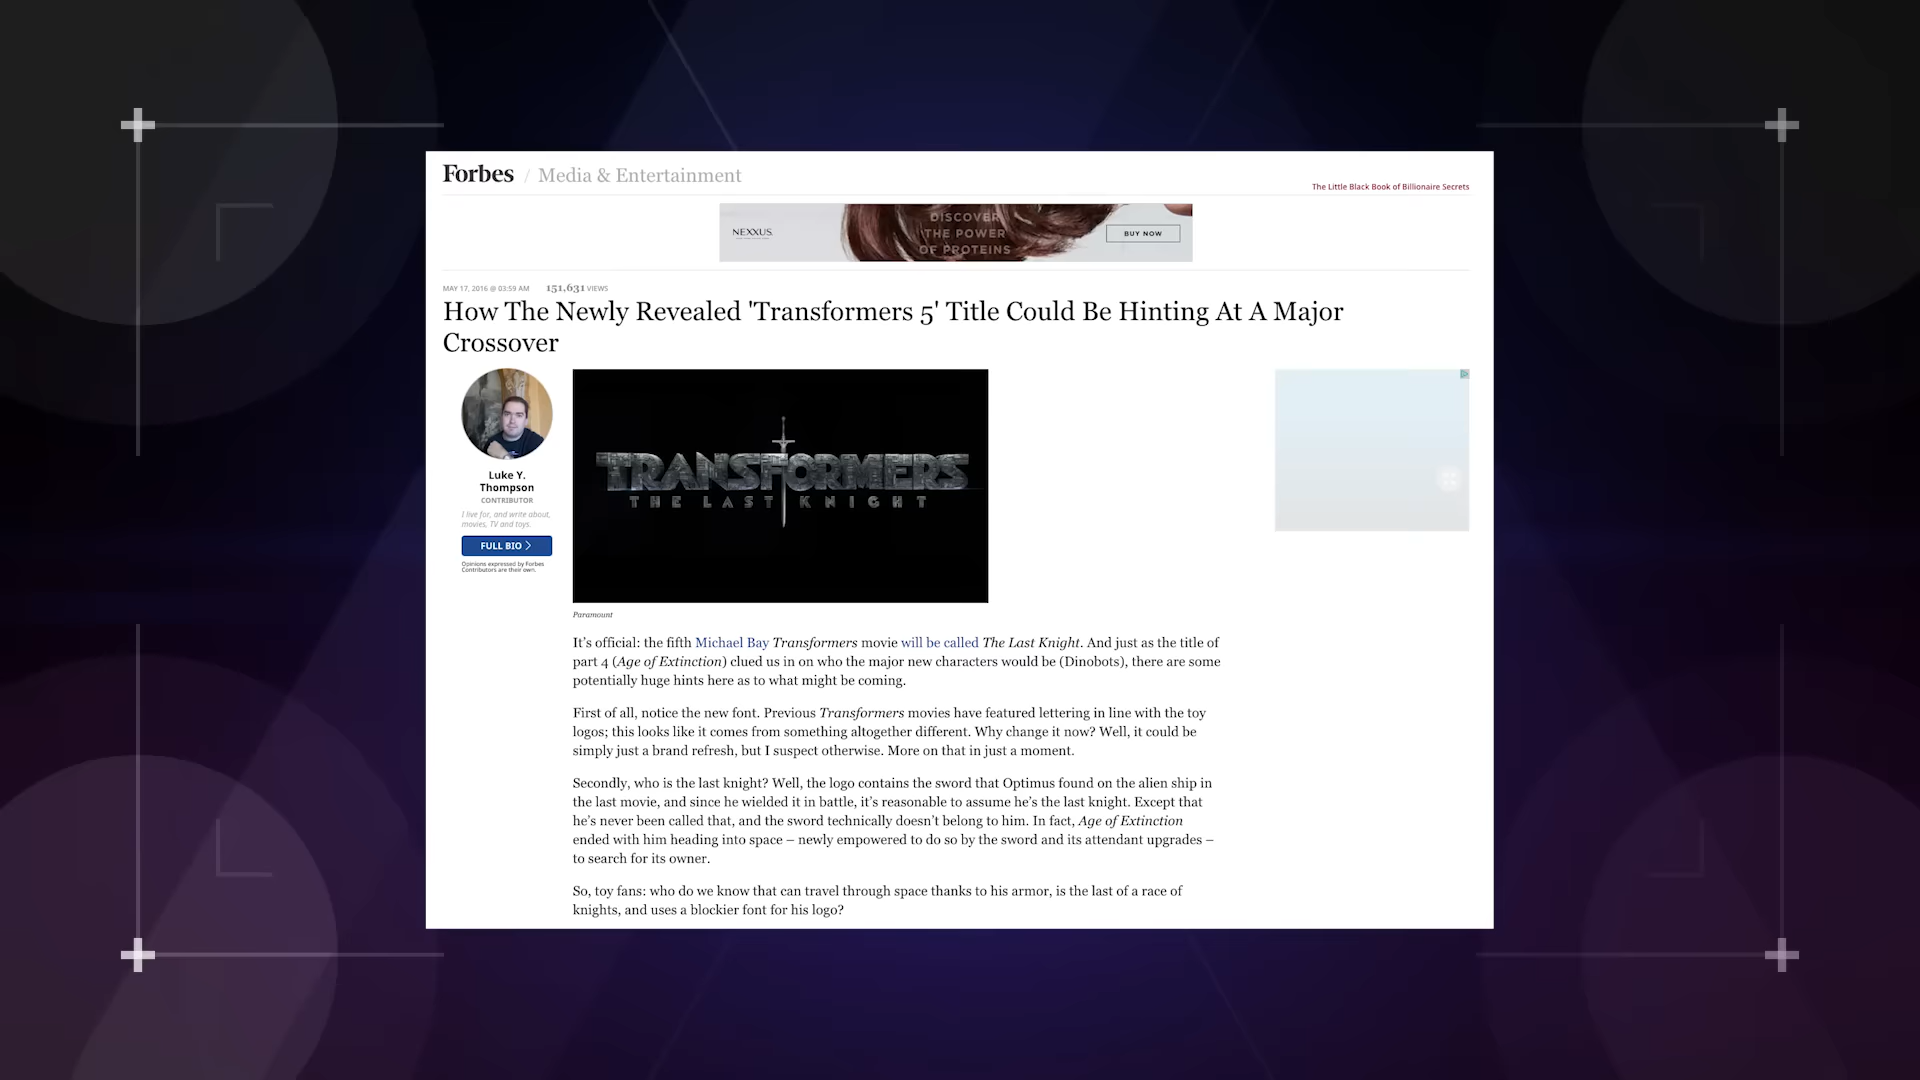 Forbes / Media & Entertainment
The Little Black Book of Billionaire Secrets
NEXXUS
DISCOVER
THE POWER
OF PROTEINS
BUY NOW
MAY 17, 2016 @ 03:59 AM 151,631 VIEWS
How The Newly Revealed 'Transformers 5' Title Could Be Hinting At A Major
Crossover
Luke Y.
Thompson
CONTRIBUTOR
I live for, and write about,
movies, TV and toys.
FULL BIO >
Opinions expressed by Forbes
Contributors are their own.
TRANSFORMERS
THE LAST KNIGHT
Paramount
It's official: the fifth Michael Bay Transformers movie will be called The Last Knight. And just as the title of
part 4 (Age of Extinction) clued us in on who the major new characters would be (Dinobots), there are some
potentially huge hints here as to what might be coming.
First of all, notice the new font. Previous Transformers movies have featured lettering in line with the toy
logos; this looks like it comes from something altogether different. Why change it now? Well, it could be
simply just a brand refresh, but I suspect otherwise. More on that in just a moment.
Secondly, who is the last knight? Well, the logo contains the sword that Optimus found on the alien ship in
the last movie, and since he wielded it in battle, it's reasonable to assume he's the last knight. Except that
he's never been called that, and the sword technically doesn't belong to him. In fact, Age of Extinction
ended with him heading into space – newly empowered to do so by the sword and its attendant upgrades –
to search for its owner.
So, toy fans: who do we know that can travel through space thanks to his armor, is the last of a race of
knights, and uses a blockier font for his logo?